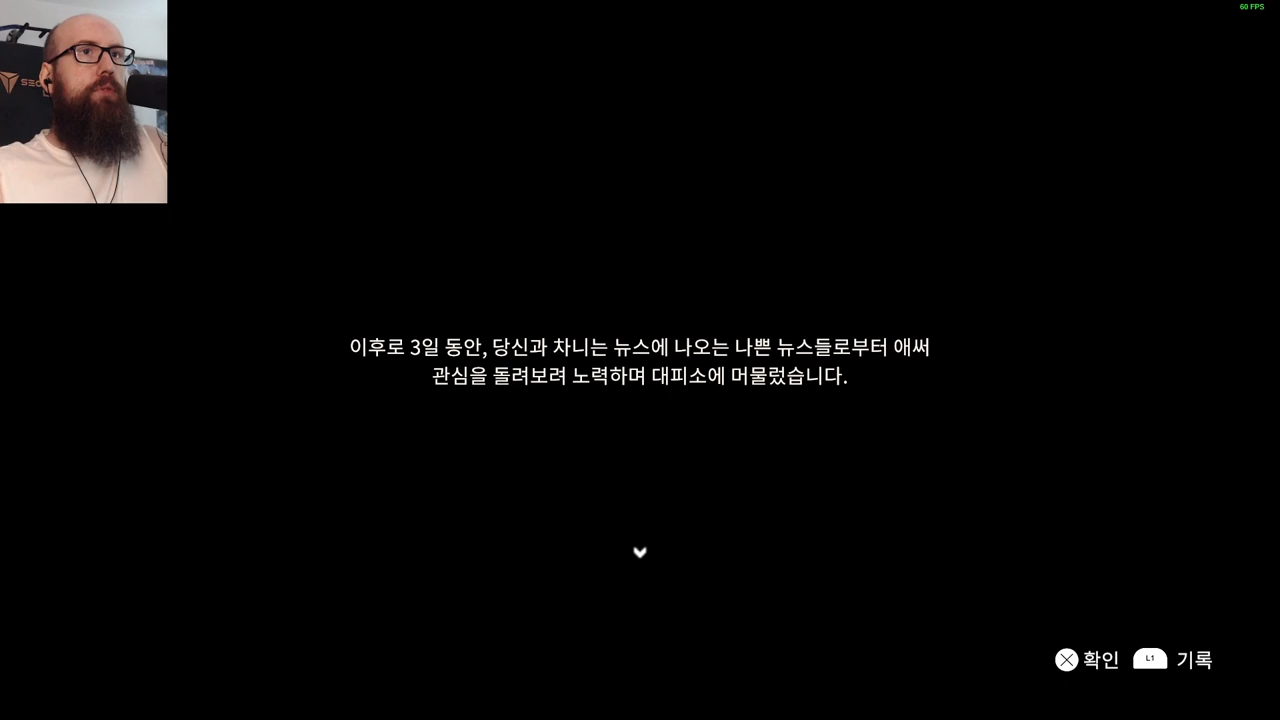 60 FPS
이후로 3일 동안, 당신과 차니는 뉴스에 나오는 나쁜 뉴스들로부터 애써
관심을 돌려보려 노력하며 대피소에 머물렀습니다.
확인 L1 기록